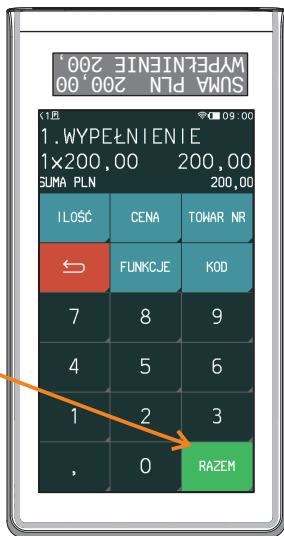 WYPEŁNIENIE 200,
SUMA PLN 200,00
<1 09:00
1.WYPEŁNIENIE
1x200,00 200,00
SUMA PLN 200,00
ILOŚĆ CENA TOWAR NR
FUNKCJE KOD
7 8 9
4 5 6
1 2 3
, 0 RAZEM